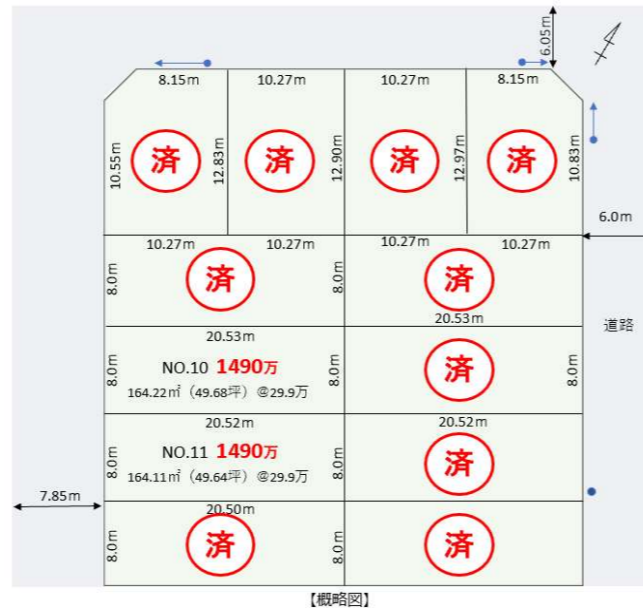 6.05m
8.15m
10.27m
10.27m
8.15m
10.55m
済
12.83m
済
12.90m
済
12.97m
済
10.83m
6.0m
10.27m
10.27m
10.27m
10.27m
8.0m
済
8.0m
済
道路
20.53m
20.53m
8.0m
NO.10 1490万
164.22㎡（49.68坪）@29.9万
8.0m
済
8.0m
20.52m
20.52m
8.0m
NO.11 1490万
164.11㎡（49.64坪）@29.9万
8.0m
済
7.85m
20.50m
8.0m
済
8.0m
済
【概略図】